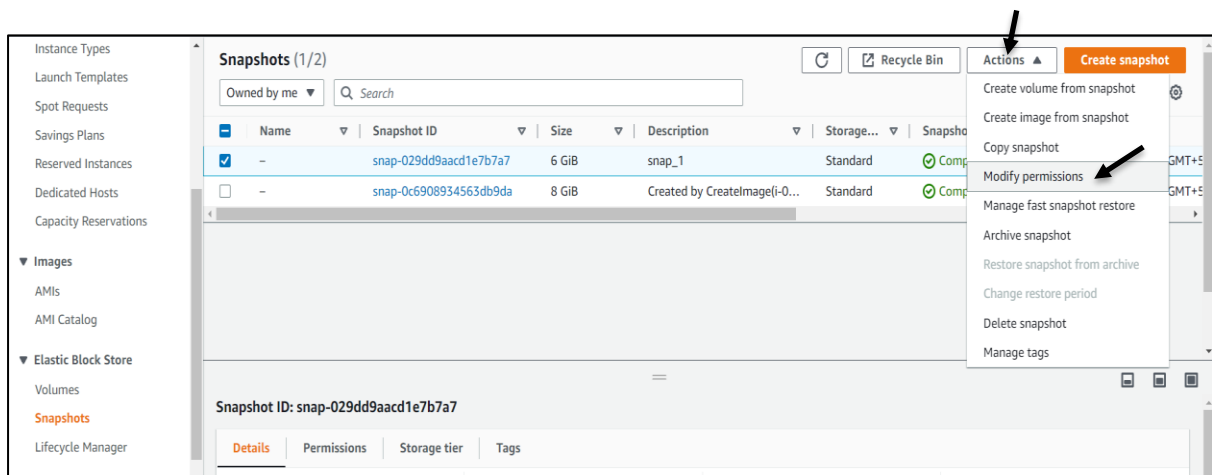 Instance Types
Launch Templates
Spot Requests
Savings Plans
Reserved Instances
Dedicated Hosts
Capacity Reservations
Images
AMIs
AMI Catalog
Elastic Block Store
Volumes
Snapshots
Lifecycle Manager
Snapshots (1/2)
Recycle Bin
Actions
Create snapshot
Owned by me
Search
Name Snapshot ID Size Description Storage... Snapsho
– snap-029dd9aacd1e7b7a7 6 GiB snap_1 Standard Comp GMT+5
– snap-0c6908934563db9da 8 GiB Created by CreateImage(i-0... Standard Comp GMT+5
Create volume from snapshot
Create image from snapshot
Copy snapshot
Modify permissions
Manage fast snapshot restore
Archive snapshot
Restore snapshot from archive
Change restore period
Delete snapshot
Manage tags
Snapshot ID: snap-029dd9aacd1e7b7a7
Details Permissions Storage tier Tags